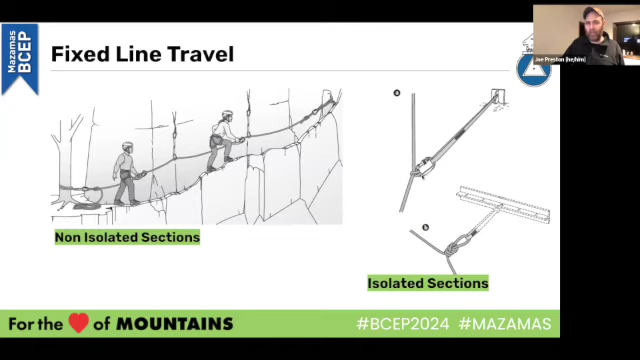 Mazamas
BCEP
Fixed Line Travel
Joe Preston (he/him)
a
b
Non Isolated Sections
Isolated Sections
For the ❤ of MOUNTAINS
#BCEP2024 #MAZAMAS